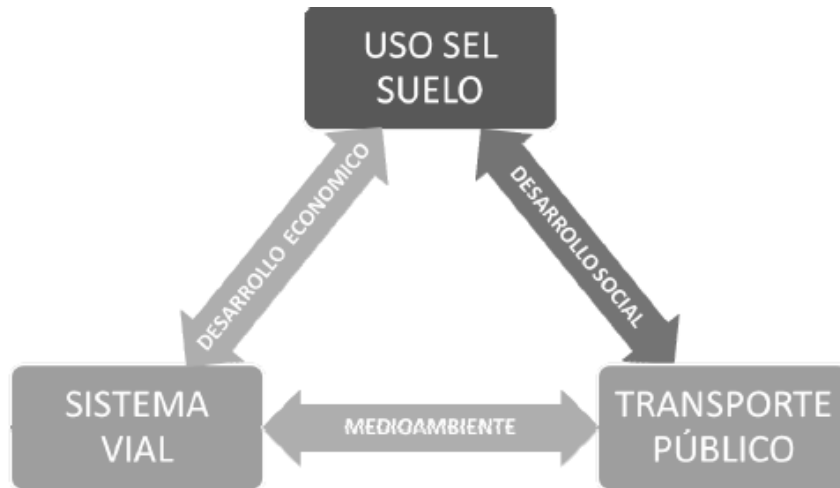 USO SEL
SUELO
DESARROLLO ECONOMICO
DESARROLLO SOCIAL
SISTEMA
VIAL
MEDIOAMBIENTE
TRANSPORTE
PÚBLICO